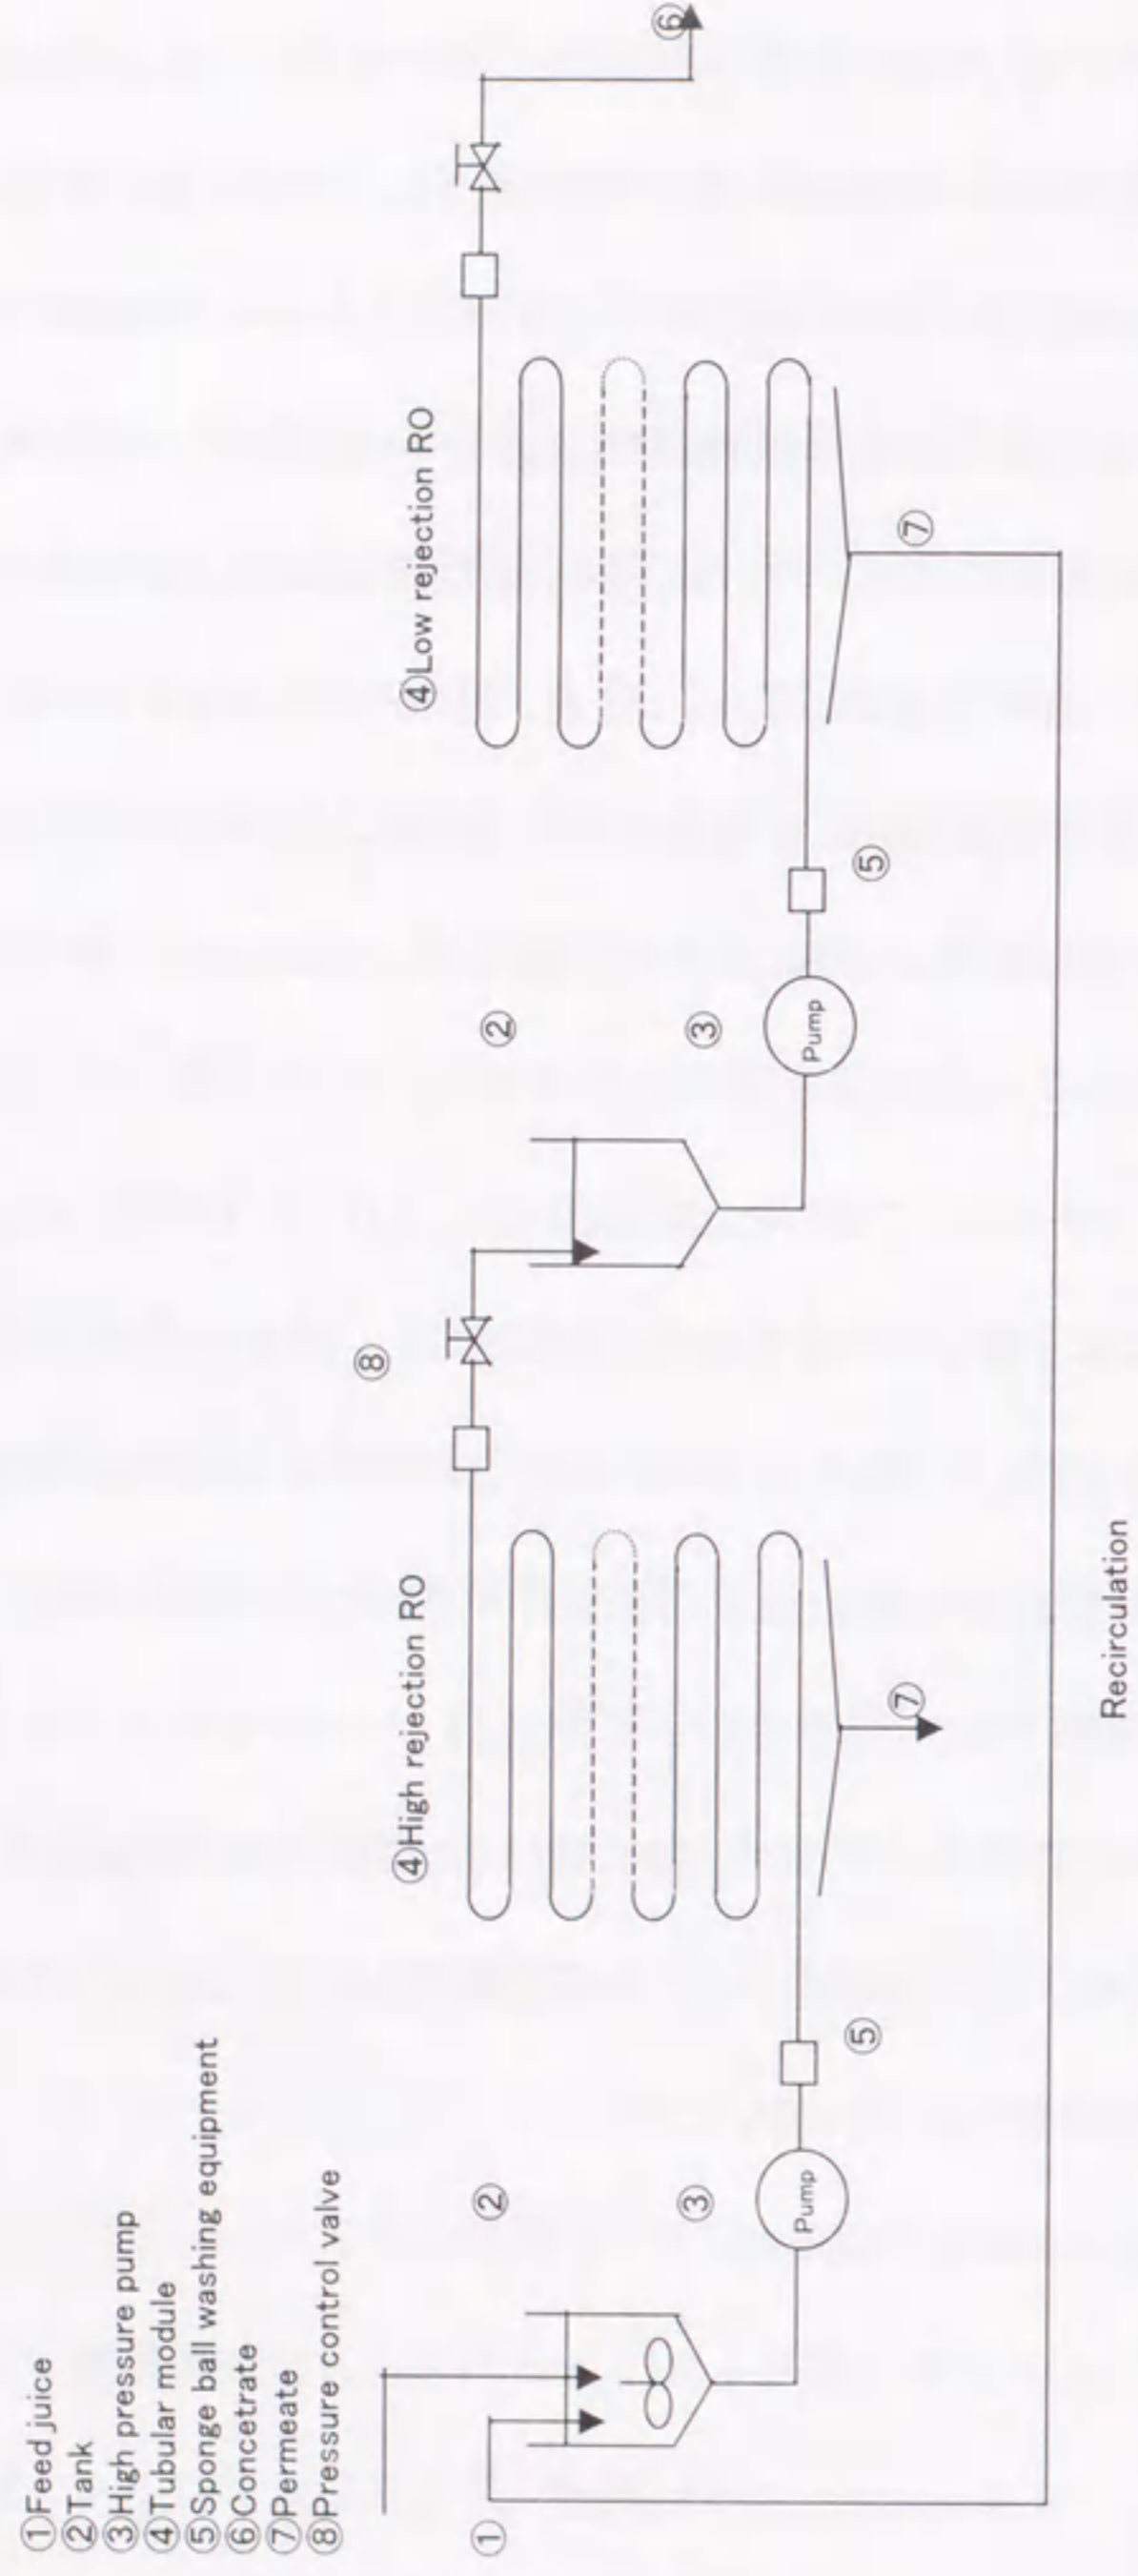 ①Feed juice
②Tank
③High pressure pump
④Tubular module
⑤Sponge ball washing equipment
⑥Concetrate
⑦Permeate
⑧Pressure control valve
①
②
③
Pump
⑤
④High rejection RO
⑦
⑧
②
③
Pump
⑤
④Low rejection RO
⑦
⑥
Recirculation